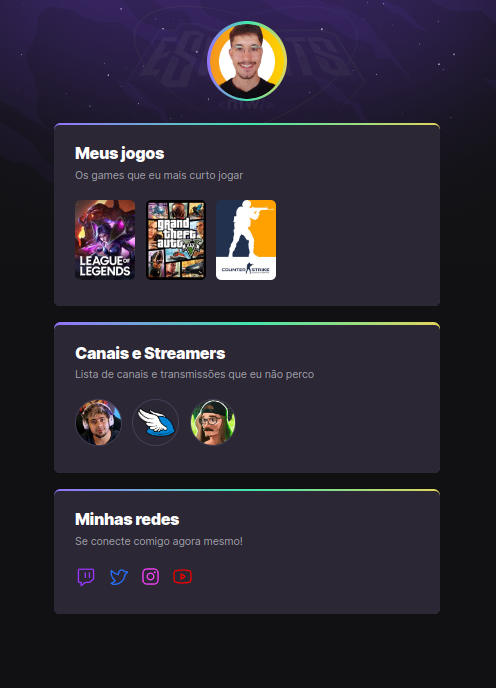 eSPORTS
Meus jogos
Os games que eu mais curto jogar
LEAGUE OF
LEGENDS
grand
theft
auto V
COUNTER STRIKE
Canais e Streamers
Lista de canais e transmissões que eu não perco
Minhas redes
Se conecte comigo agora mesmo!